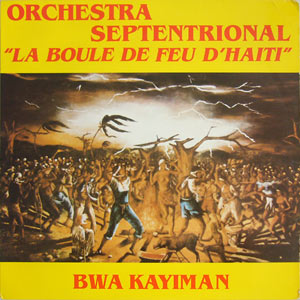 ORCHESTRA
SEPTENTRIONAL
"LA BOULE DE FEU D'HAITI"
BWA KAYIMAN